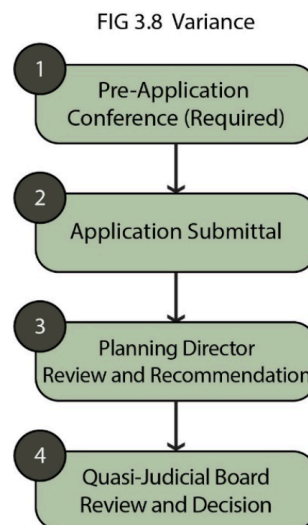 FIG 3.8 Variance
1
Pre-Application
Conference (Required)
2
Application Submittal
3
Planning Director
Review and Recommendation
4
Quasi-Judicial Board
Review and Decision